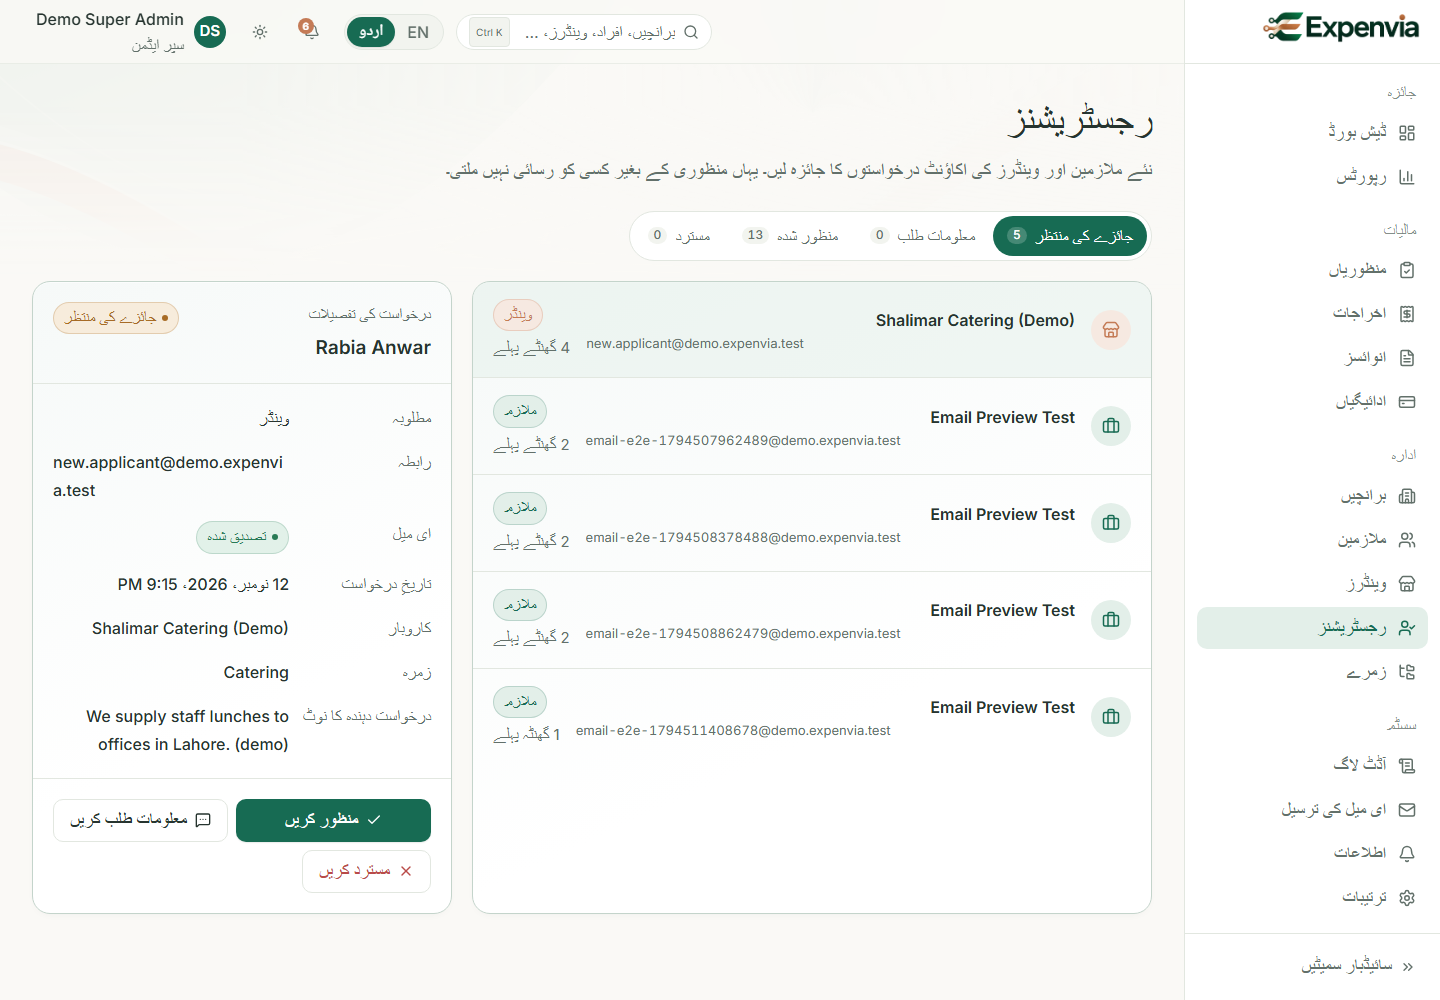 Expenvia
جائزہ
ڈیش بورڈ
رپورٹس
مالیات
منظوریاں
اخراجات
انوائسز
ادائیگیاں
ادارہ
برانچیں
ملازمین
وینڈرز
رجسٹریشنز
زمرے
سسٹم
آڈٹ لاگ
ای میل کی ترسیل
اطلاعات
ترتیبات
سائیڈبار سمیٹیں
برانچیں، افراد، وینڈرز، ...
Ctrl K
EN
اردو
6
DS
Demo Super Admin
سپر ایڈمن
رجسٹریشنز
نئے ملازمین اور وینڈرز کی اکاؤنٹ درخواستوں کا جائزہ لیں۔ یہاں منظوری کے بغیر کسی کو رسائی نہیں ملتی۔
جائزے کی منتظر 5
معلومات طلب 0
منظور شدہ 13
مسترد 0
Shalimar Catering (Demo)
وینڈر
new.applicant@demo.expenvia.test
4 گھنٹے پہلے
Email Preview Test
ملازم
email-e2e-1794507962489@demo.expenvia.test
2 گھنٹے پہلے
Email Preview Test
ملازم
email-e2e-1794508378488@demo.expenvia.test
2 گھنٹے پہلے
Email Preview Test
ملازم
email-e2e-1794508862479@demo.expenvia.test
2 گھنٹے پہلے
Email Preview Test
ملازم
email-e2e-1794511408678@demo.expenvia.test
1 گھنٹہ پہلے
درخواست کی تفصیلات
جائزے کی منتظر
Rabia Anwar
مطلوبہ
وینڈر
رابطہ
new.applicant@demo.expenvi
a.test
ای میل
تصدیق شدہ
تاریخِ درخواست
12 نومبر، 2026، 9:15 PM
کاروبار
Shalimar Catering (Demo)
زمرہ
Catering
درخواست دہندہ کا نوٹ
We supply staff lunches to
offices in Lahore. (demo)
منظور کریں
معلومات طلب کریں
مسترد کریں